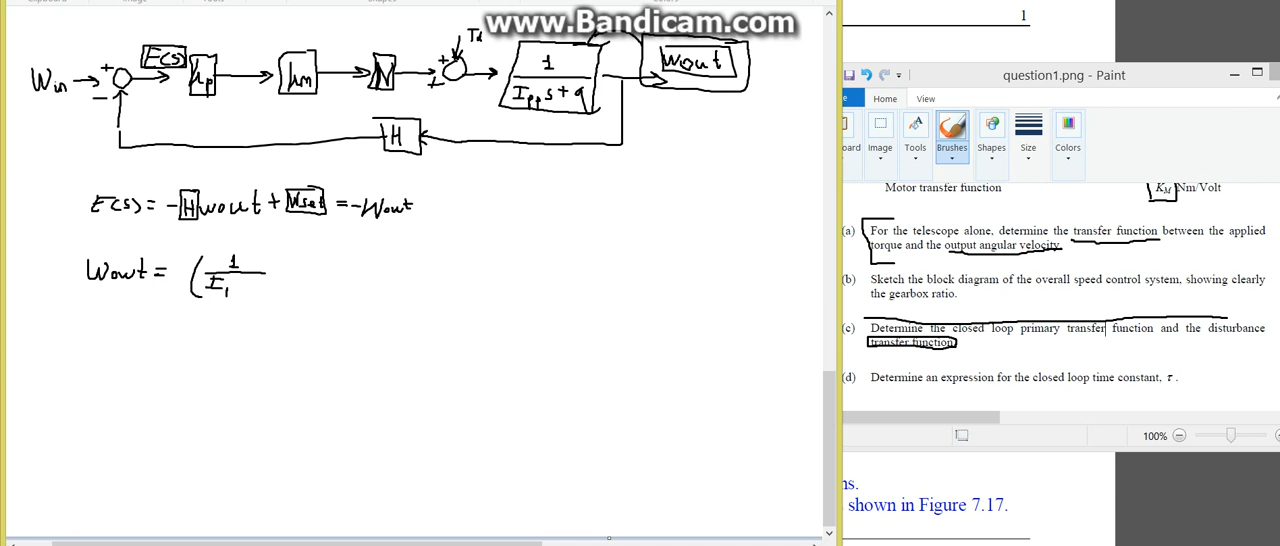 www.Bandicam.com
Win
+
-
E(s)
kp
km
N
+
Td
1
Ipps + q
wout
H
E(s) = - H wout + Wset = - Wout
Wout = ( 1
I
1
question1.png - Paint
Home View
Image Tools Brushes Shapes Size Colors
Motor transfer function KM Nm/Volt
(a) For the telescope alone, determine the transfer function between the applied
torque and the output angular velocity.
(b) Sketch the block diagram of the overall speed control system, showing clearly
the gearbox ratio.
(c) Determine the closed loop primary transfer function and the disturbance
transfer function.
(d) Determine an expression for the closed loop time constant, τ .
100%
shown in Figure 7.17.